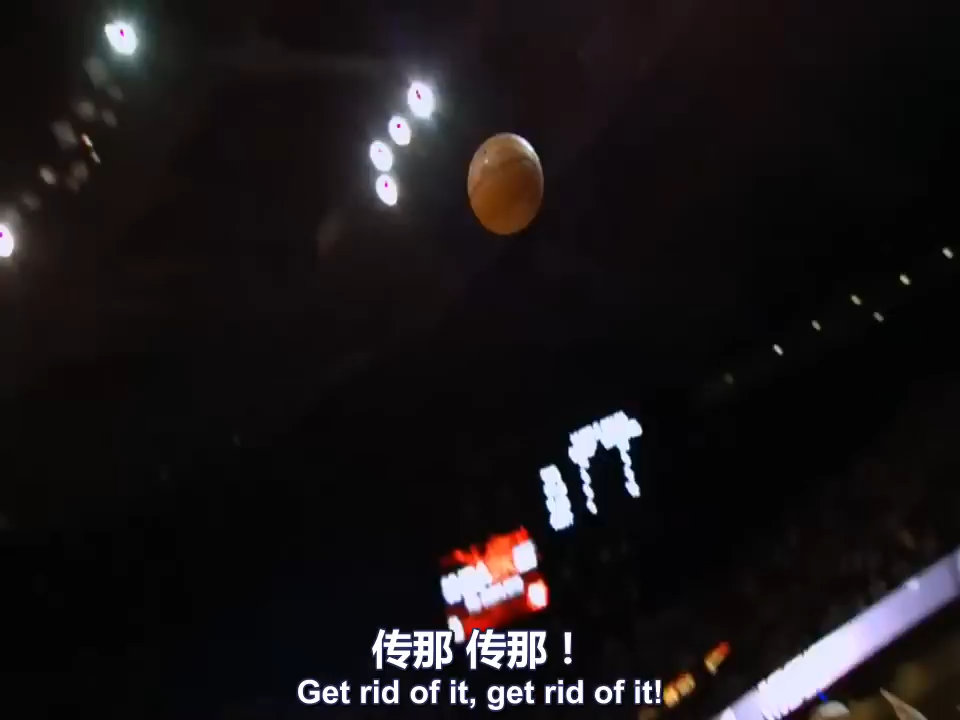 传那 传那！
Get rid of it, get rid of it!